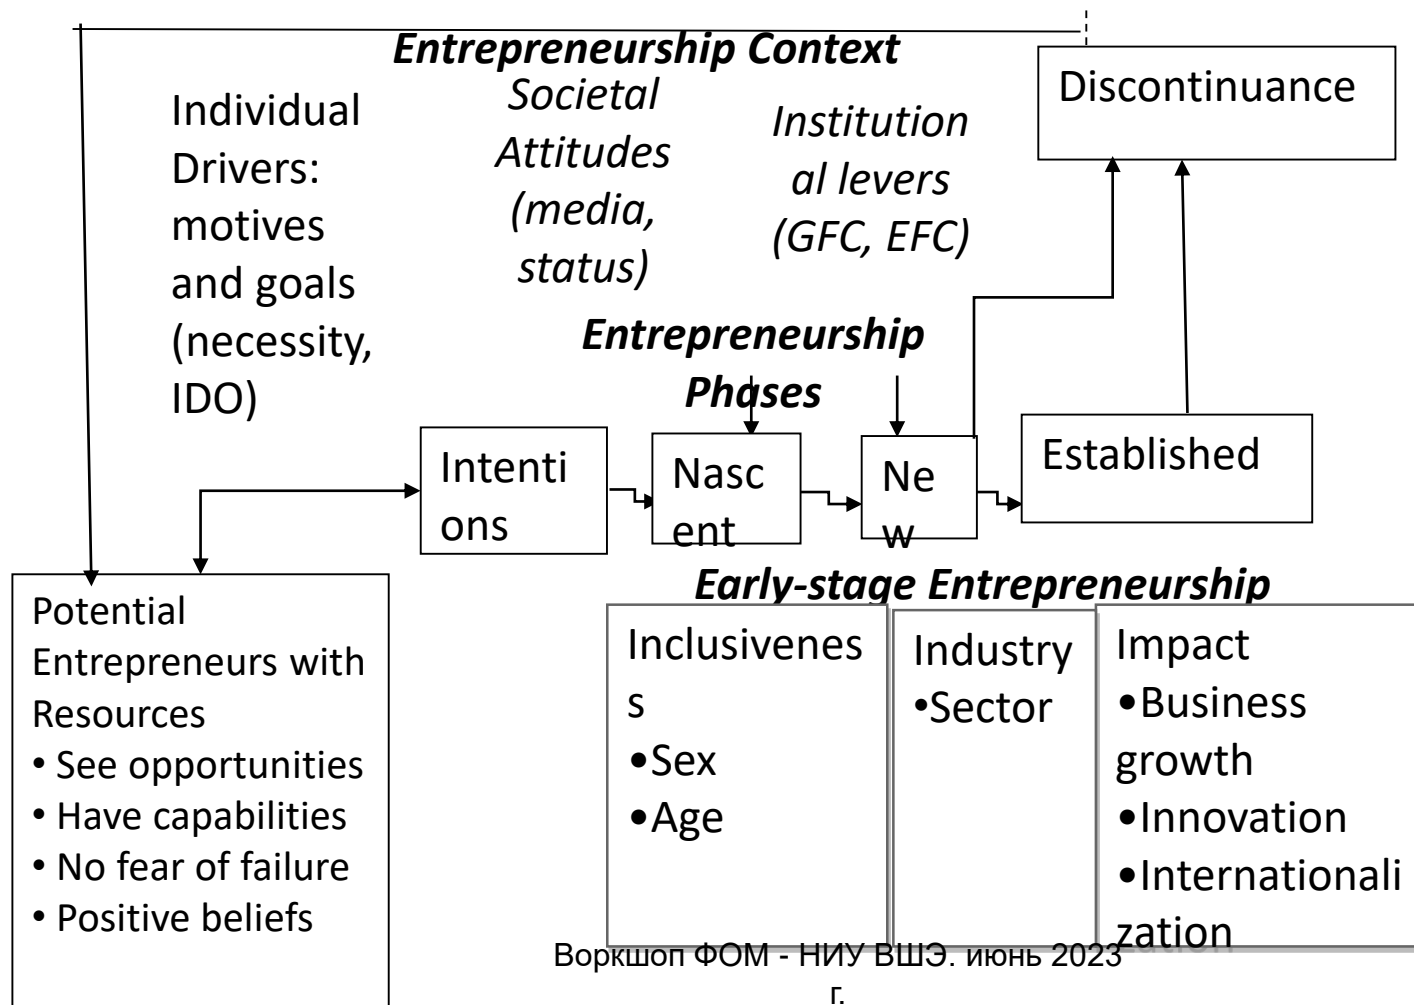 Entrepreneurship Context
Individual
Drivers:
motives
and goals
(necessity,
IDO)
Societal
Attitudes
(media,
status)
Institution
al levers
(GFC, EFC)
Discontinuance
Entrepreneurship
Phases
Intenti
ons
Nasc
ent
Ne
w
Established
Potential
Entrepreneurs with
Resources
• See opportunities
• Have capabilities
• No fear of failure
• Positive beliefs
Early-stage Entrepreneurship
Inclusivenes
s
•Sex
•Age
Industry
•Sector
Impact
•Business
growth
•Innovation
•Internationali
zation
Воркшоп ФОМ - НИУ ВШЭ. июнь 2023
г.